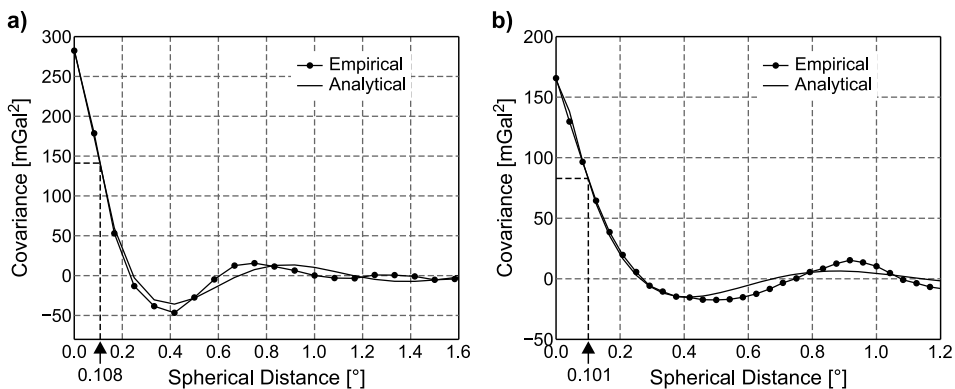 a)
300
250
200
150
100
50
0
−50
Covariance [mGal²]
Empirical
Analytical
0.0 0.2 0.4 0.6 0.8 1.0 1.2 1.4 1.6
0.108
Spherical Distance [°]
b)
200
150
100
50
0
−50
Covariance [mGal²]
Empirical
Analytical
0.0 0.2 0.4 0.6 0.8 1.0 1.2
0.101
Spherical Distance [°]